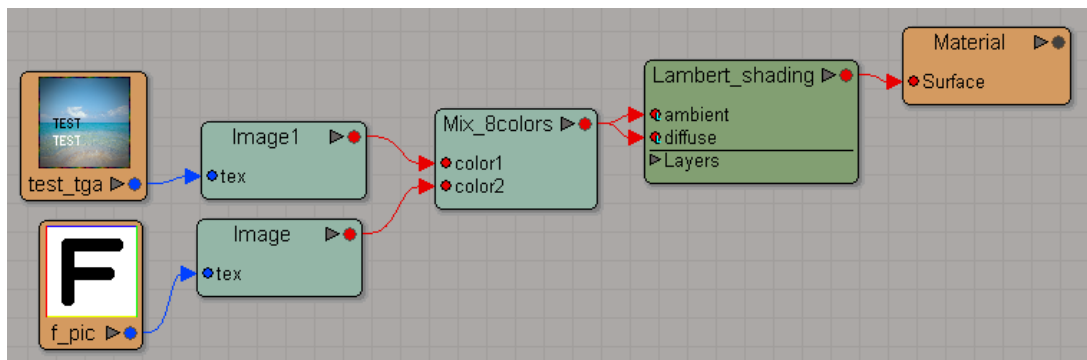 TEST
TEST
test_tga
F
f_pic
Image1
tex
Image
tex
Mix_8colors
color1
color2
Lambert_shading
ambient
diffuse
Layers
Material
Surface